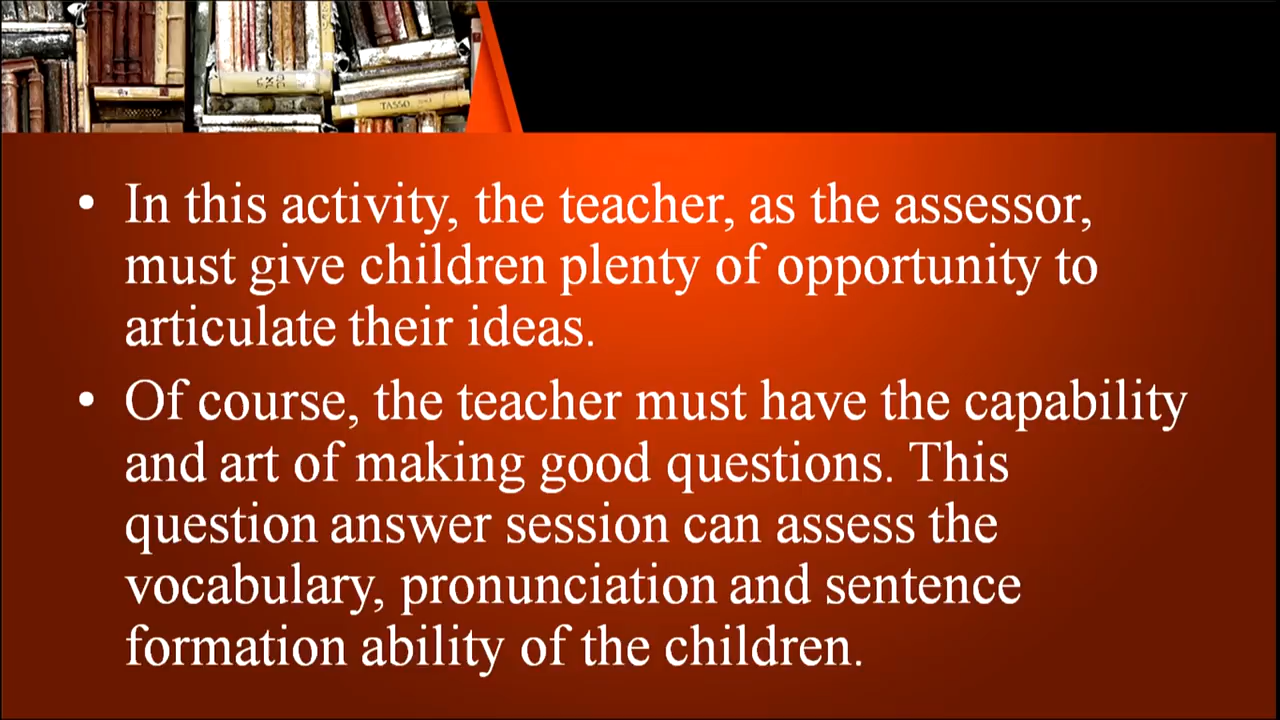 TASSO
• In this activity, the teacher, as the assessor,
must give children plenty of opportunity to
articulate their ideas.
• Of course, the teacher must have the capability
and art of making good questions. This
question answer session can assess the
vocabulary, pronunciation and sentence
formation ability of the children.